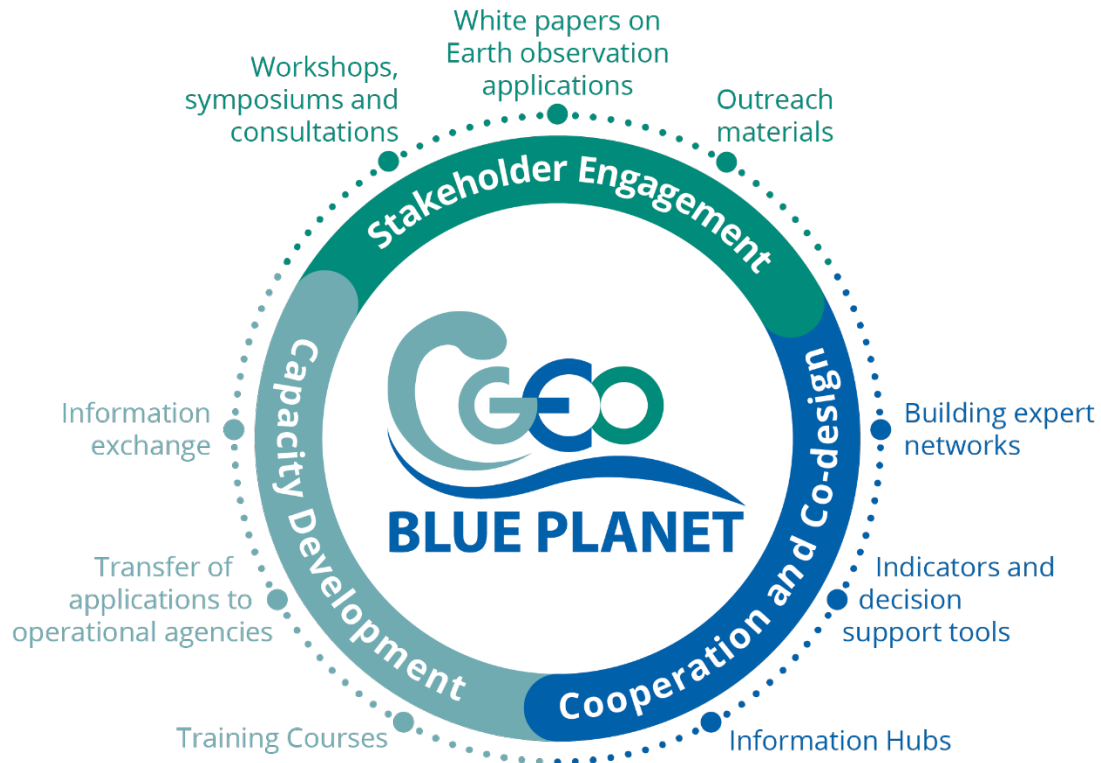 White papers on
Earth observation
applications
Workshops,
symposiums and
consultations
Outreach
materials
Stakeholder Engagement
Capacity Development
Cooperation and Co-design
GEO
BLUE PLANET
Information
exchange
Building expert
networks
Transfer of
applications to
operational agencies
Indicators and
decision
support tools
Training Courses
Information Hubs